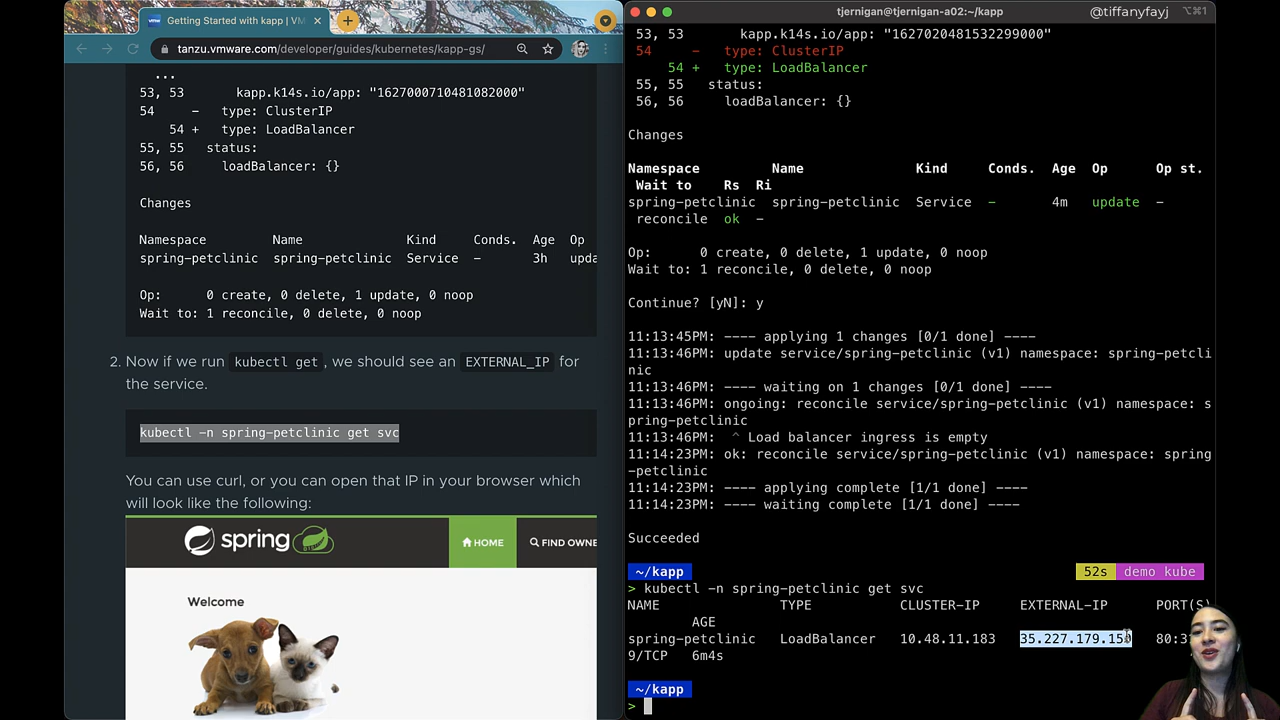 Getting Started with kapp | VM
tanzu.vmware.com/developer/guides/kubernetes/kapp-gs/
...
53, 53 kapp.k14s.io/app: "1627000710481082000"
54 - type: ClusterIP
54 + type: LoadBalancer
55, 55 status:
56, 56 loadBalancer: {}
Changes
Namespace Name Kind Conds. Age Op
spring-petclinic spring-petclinic Service - 3h upda
Op: 0 create, 0 delete, 1 update, 0 noop
Wait to: 1 reconcile, 0 delete, 0 noop
2. Now if we run kubectl get , we should see an EXTERNAL_IP for
the service.
kubectl -n spring-petclinic get svc
You can use curl, or you can open that IP in your browser which
will look like the following:
spring HOME FIND OWNE
Welcome
tjernigan@tjernigan-a02:~/kapp @tiffanyfayj ⌥⌘1
53, 53 kapp.k14s.io/app: "1627020481532299000"
54 - type: ClusterIP
54 + type: LoadBalancer
55, 55 status:
56, 56 loadBalancer: {}
Changes
Namespace Name Kind Conds. Age Op Op st.
Wait to Rs Ri
spring-petclinic spring-petclinic Service - 4m update -
reconcile ok -
Op: 0 create, 0 delete, 1 update, 0 noop
Wait to: 1 reconcile, 0 delete, 0 noop
Continue? [yN]: y
11:13:45PM: ---- applying 1 changes [0/1 done] ----
11:13:46PM: update service/spring-petclinic (v1) namespace: spring-petcli
nic
11:13:46PM: ---- waiting on 1 changes [0/1 done] ----
11:13:46PM: ongoing: reconcile service/spring-petclinic (v1) namespace: s
pring-petclinic
11:13:46PM: ^ Load balancer ingress is empty
11:14:23PM: ok: reconcile service/spring-petclinic (v1) namespace: spring
-petclinic
11:14:23PM: ---- applying complete [1/1 done] ----
11:14:23PM: ---- waiting complete [1/1 done] ----
Succeeded
~/kapp 52s demo kube
> kubectl -n spring-petclinic get svc
NAME TYPE CLUSTER-IP EXTERNAL-IP PORT(S)
AGE
spring-petclinic LoadBalancer 10.48.11.183 80:3
9/TCP 6m4s
~/kapp
>